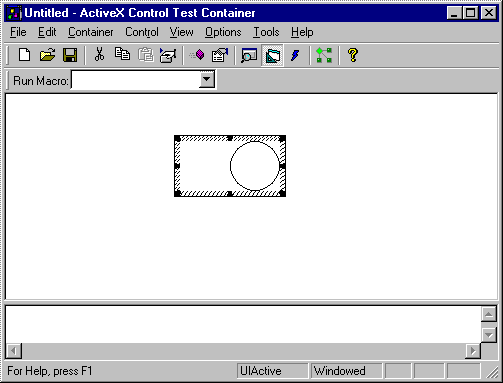 Untitled - ActiveX Control Test Container
File Edit Container Control View Options Tools Help
Run Macro:
For Help, press F1 UIActive Windowed